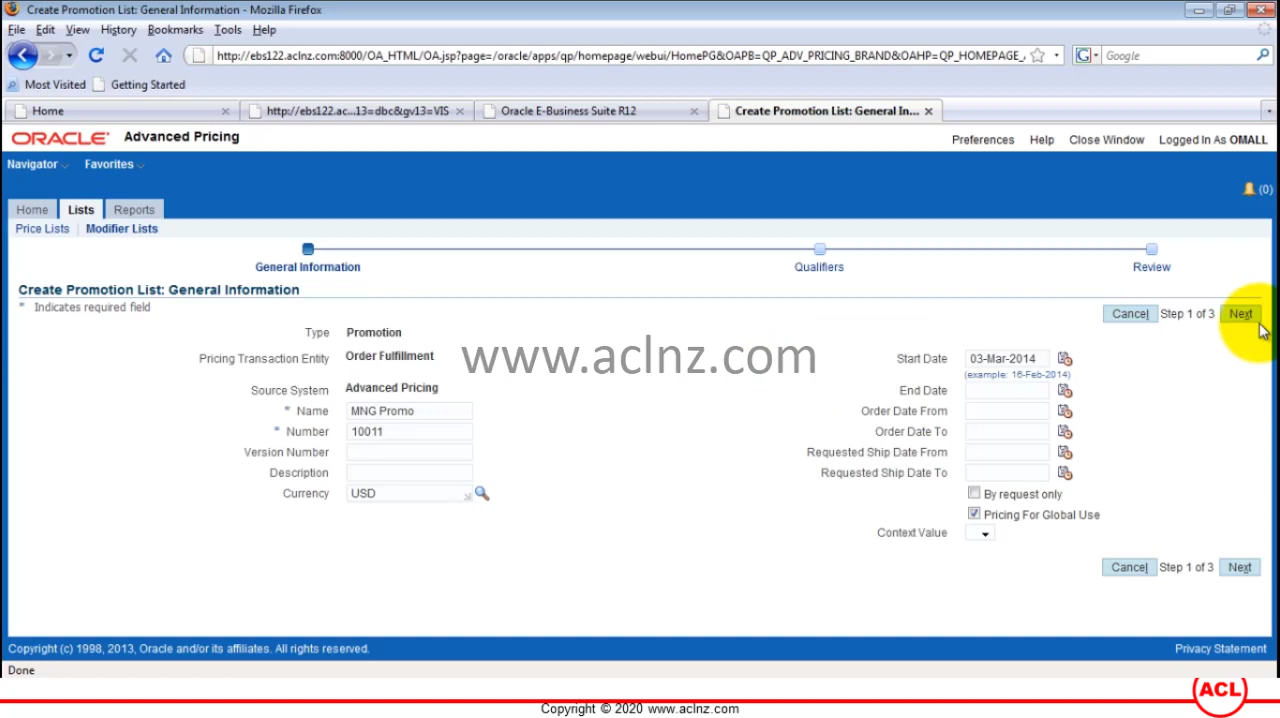 Create Promotion List: General Information - Mozilla Firefox
File Edit View History Bookmarks Tools Help
http://ebs122.aclnz.com:8000/OA_HTML/OA.jsp?page=/oracle/apps/qp/homepage/webui/HomePG&OAPB=QP_ADV_PRICING_BRAND&OAHP=QP_HOMEPAGE_ Google
Most Visited Getting Started
Home http://ebs122.ac...13=dbc&gv13=VIS Oracle E-Business Suite R12 Create Promotion List: General In...
ORACLE Advanced Pricing
Preferences Help Close Window Logged In As OMALL
Navigator Favorites
(0)
Home Lists Reports
Price Lists | Modifier Lists
General Information Qualifiers Review
Create Promotion List: General Information
* Indicates required field
Cancel Step 1 of 3 Next
Type Promotion
Pricing Transaction Entity Order Fulfillment
Source System Advanced Pricing
* Name MNG Promo
* Number 10011
Version Number
Description
Currency USD
www.aclnz.com
Start Date 03-Mar-2014
(example: 16-Feb-2014)
End Date
Order Date From
Order Date To
Requested Ship Date From
Requested Ship Date To
By request only
Pricing For Global Use
Context Value
Cancel Step 1 of 3 Next
Copyright (c) 1998, 2013, Oracle and/or its affiliates. All rights reserved. Privacy Statement
Done
ACL
Copyright © 2020 www.aclnz.com